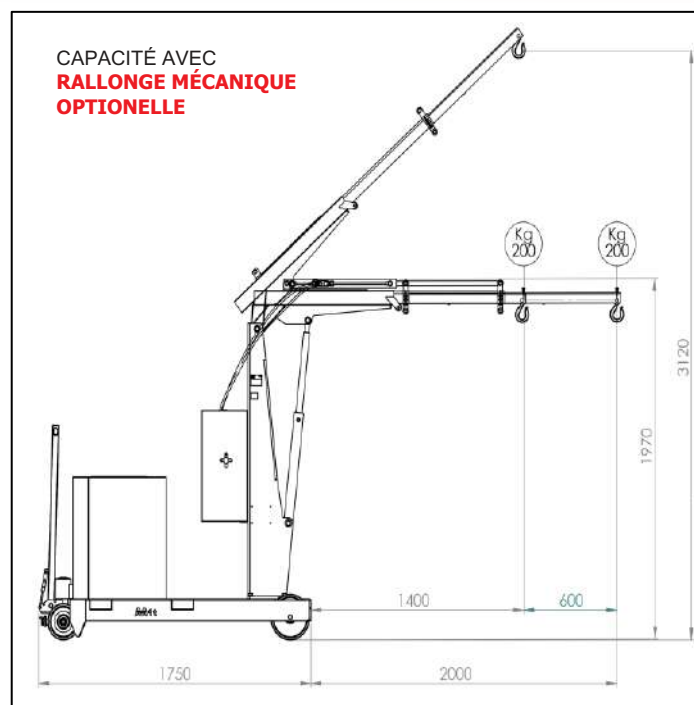 CAPACITÉ AVEC
RALLONGE MÉCANIQUE
OPTIONELLE
Kg
200
Kg
200
3120
1970
1400
600
1750
2000